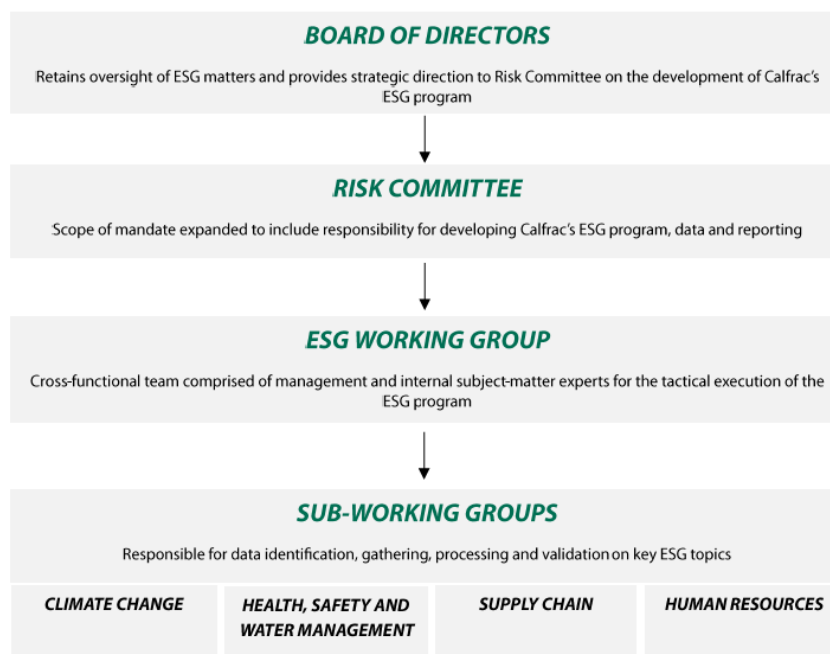 BOARD OF DIRECTORS
Retains oversight of ESG matters and provides strategic direction to Risk Committee on the development of Calfrac's
ESG program
RISK COMMITTEE
Scope of mandate expanded to include responsibility for developing Calfrac's ESG program, data and reporting
ESG WORKING GROUP
Cross-functional team comprised of management and internal subject-matter experts for the tactical execution of the
ESG program
SUB-WORKING GROUPS
Responsible for data identification, gathering, processing and validation on key ESG topics
CLIMATE CHANGE
HEALTH, SAFETY AND
WATER MANAGEMENT
SUPPLY CHAIN
HUMAN RESOURCES